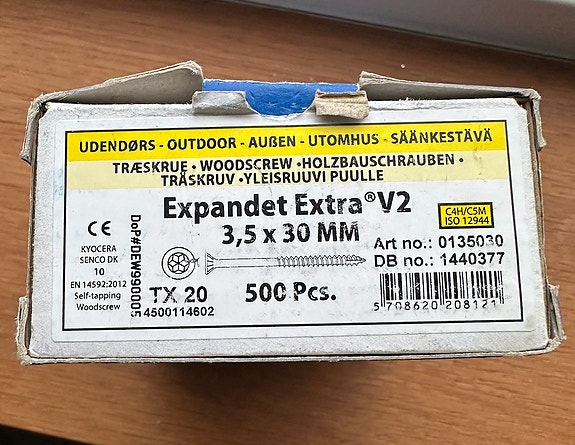 UDENDØRS - OUTDOOR - AUßEN - UTOMHUS - SÄÄNKESTÄVÄ
TRÆSKRUE • WOODSCREW •HOLZBAUSCHRAUBEN •
TRÄSKRUV •YLEISRUUVI PUULLE
Expandet Extra® V2
3,5 x 30 MM
C4H/C5M
ISO 12944
CE
KYOCERA
SENCO DK
10
EN 14592:2012
Self-tapping
Woodscrew
DoP#DEW990005
TX 20
4500114602
500 Pcs.
Art no.: 0135030
DB no.: 1440377
5 708620 208121